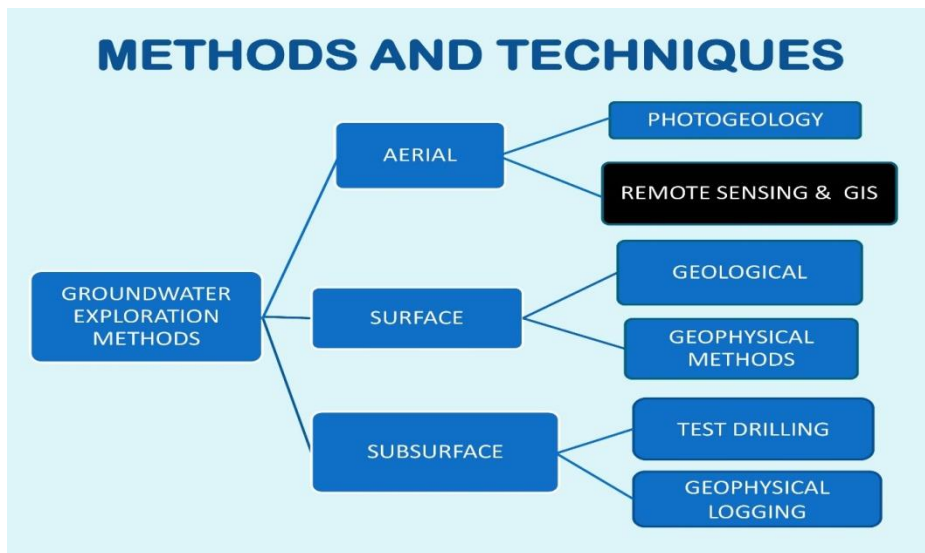 METHODS AND TECHNIQUES
GROUNDWATER
EXPLORATION
METHODS
AERIAL
PHOTOGEOLOGY
REMOTE SENSING & GIS
SURFACE
GEOLOGICAL
GEOPHYSICAL
METHODS
SUBSURFACE
TEST DRILLING
GEOPHYSICAL
LOGGING